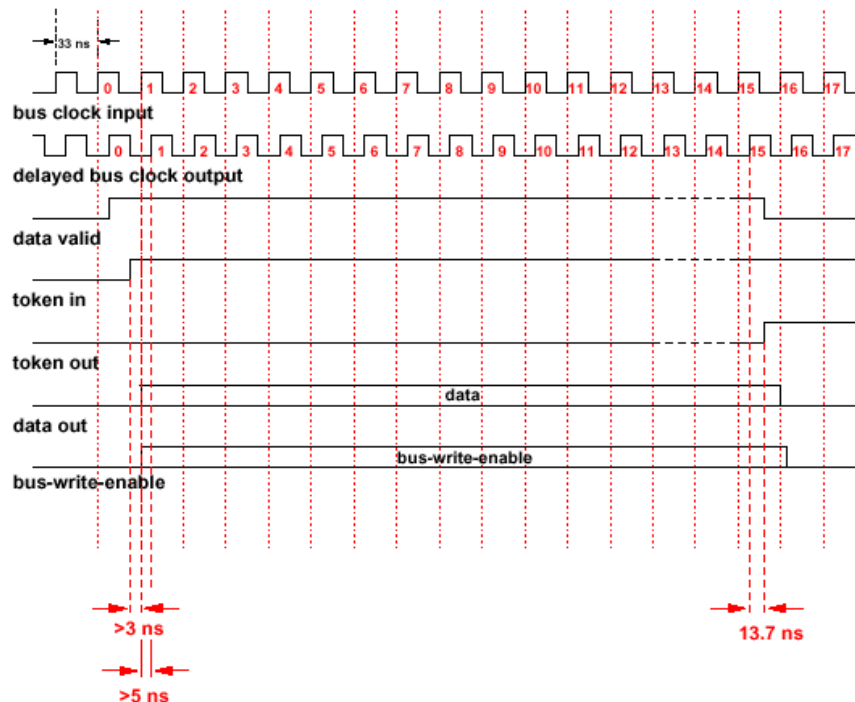 33 ns
0 1 2 3 4 5 6 7 8 9 10 11 12 13 14 15 16 17
bus clock input
0 1 2 3 4 5 6 7 8 9 10 11 12 13 14 15 16 17
delayed bus clock output
data valid
token in
token out
data
data out
bus-write-enable
bus-write-enable
>3 ns
13.7 ns
>5 ns